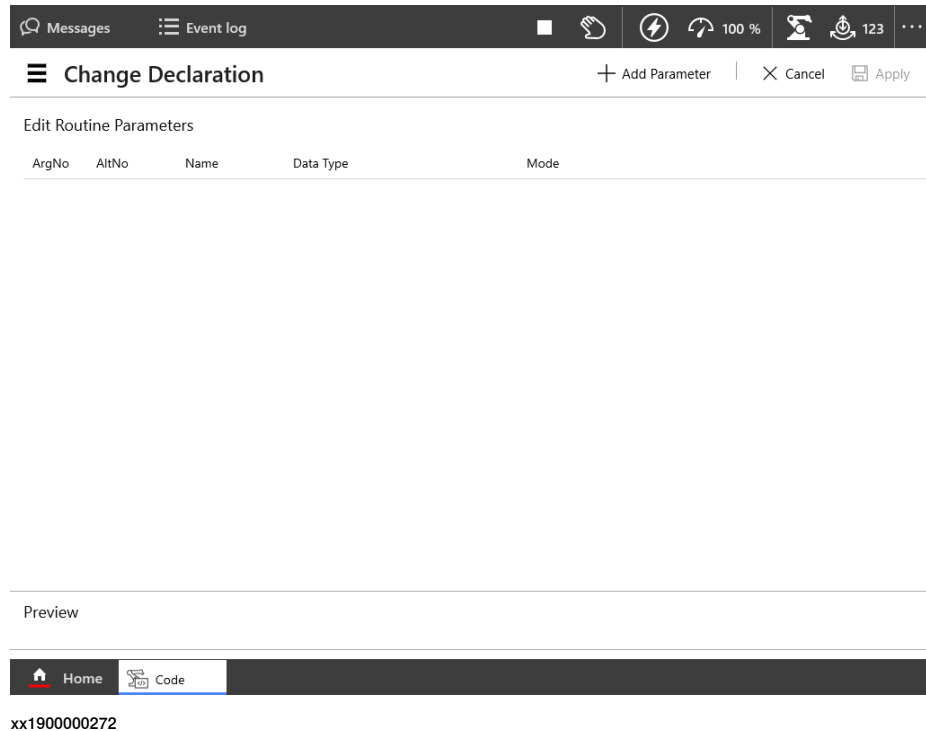 Messages Event log 100 % 123 ...
Change Declaration Add Parameter Cancel Apply
Edit Routine Parameters
ArgNo AltNo Name Data Type Mode
Preview
Home Code
xx1900000272